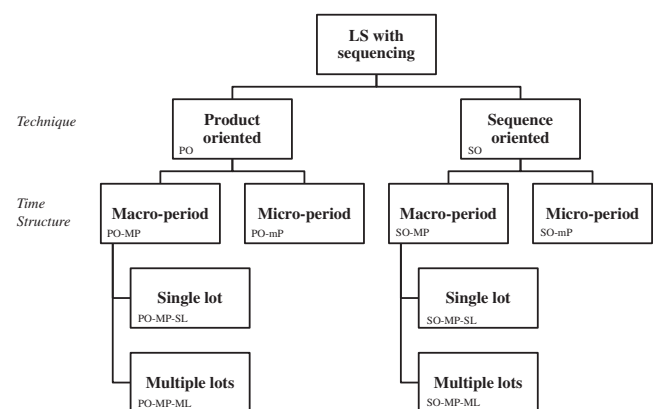 LS with
sequencing
Technique
Product
oriented
PO
Sequence
oriented
SO
Time
Structure
Macro-period
PO-MP
Micro-period
PO-mP
Macro-period
SO-MP
Micro-period
SO-mP
Single lot
PO-MP-SL
Single lot
SO-MP-SL
Multiple lots
PO-MP-ML
Multiple lots
SO-MP-ML